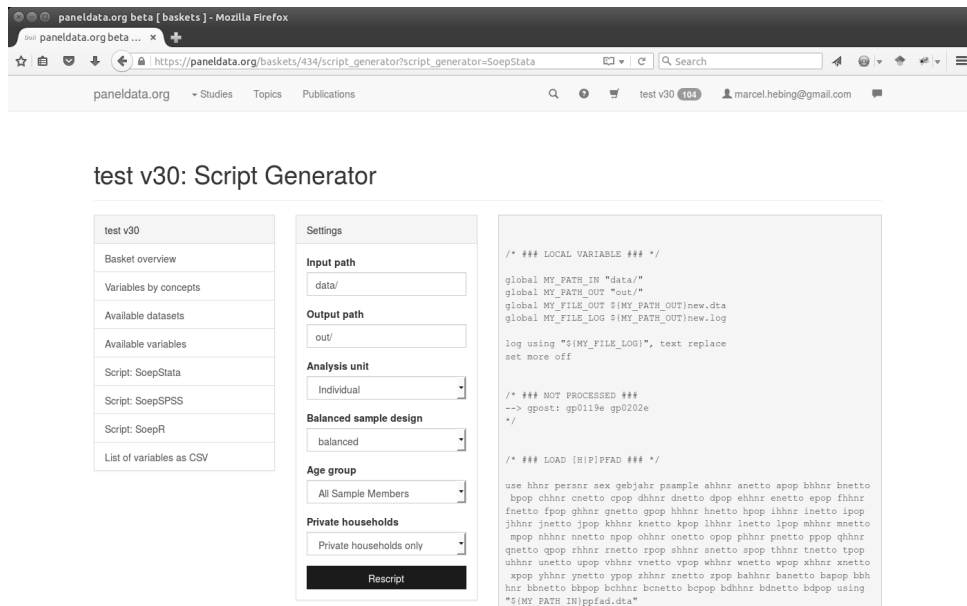 paneldata.org beta [ baskets ] - Mozilla Firefox
paneldata.org beta ... ×
https://paneldata.org/baskets/434/script_generator?script_generator=SoepStata
Search
paneldata.org
Studies
Topics
Publications
test v30 104
marcel.hebing@gmail.com
test v30: Script Generator
test v30
Basket overview
Variables by concepts
Available datasets
Available variables
Script: SoepStata
Script: SoepSPSS
Script: SoepR
List of variables as CSV
Settings
Input path
data/
Output path
out/
Analysis unit
Individual
Balanced sample design
balanced
Age group
All Sample Members
Private households
Private households only
Rescript
/* ### LOCAL VARIABLE ### */
global MY_PATH_IN "data/"
global MY_PATH_OUT "out/"
global MY_FILE_OUT ${MY_PATH_OUT}new.dta
global MY_FILE_LOG ${MY_PATH_OUT}new.log
log using "${MY_FILE_LOG}", text replace
set more off
/* ### NOT PROCESSED ###
--> gpost: gp0119e gp0202e
*/
/* ### LOAD [H|P]PFAD ### */
use hhnr persnr sex gebjahr psample ahhnr anetto apop bhhnr bnetto
bpop chhnr cnetto cpop dhhnr dnetto dpop ehhnr enetto epop fhhnr
fnetto fpop ghhnr gnetto gpop hhhnr hnetto hpop ihhnr inetto ipop
jhhnr jnetto jpop khhnr knetto kpop lhhnr lnetto lpop mhhnr mnetto
mpop nhhnr nnetto npop ohhnr onetto opop phhnr pnetto ppop qhhnr
qnetto qpop rhhnr rnetto rpop shhnr snetto spop thhnr tnetto tpop
uhhnr unetto upop vhhnr vnetto vpop whhnr wnetto wpop xhhnr xnetto
xpop yhhnr ynetto ypop zhhnr znetto zpop bahhnr banetto bapop bbh
hnr bbnetto bbpop bchhnr bcnetto bcpop bdhhnr bdnetto bdpop using
"${MY_PATH_IN}ppfad.dta"